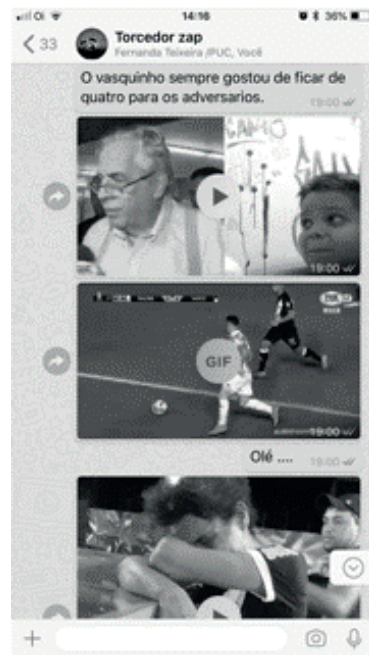 Oi 14:16 36%
33 Torcedor zap
Fernanda Teixeira /PUC, Você
O vasquinho sempre gostou de ficar de
quatro para os adversarios.
19:00
19:00
GIF
19:00
Olé .... 19:00